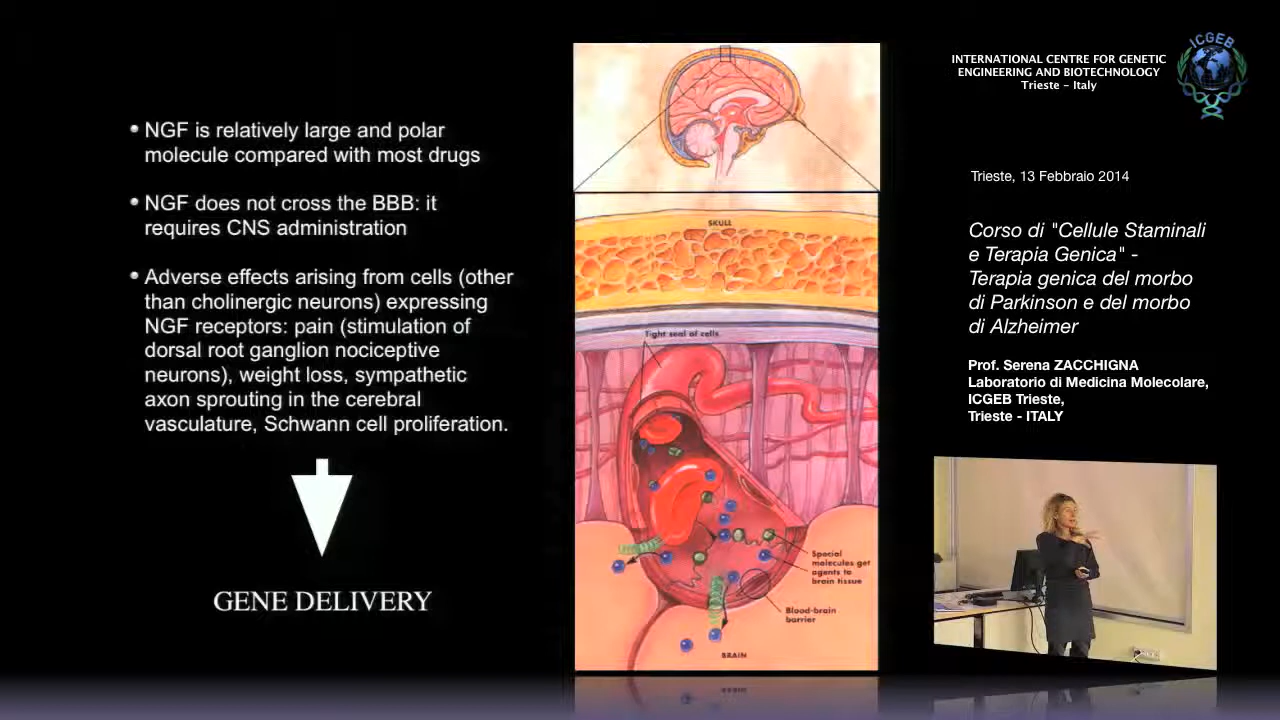 • NGF is relatively large and polar
molecule compared with most drugs
• NGF does not cross the BBB: it
requires CNS administration
• Adverse effects arising from cells (other
than cholinergic neurons) expressing
NGF receptors: pain (stimulation of
dorsal root ganglion nociceptive
neurons), weight loss, sympathetic
axon sprouting in the cerebral
vasculature, Schwann cell proliferation.
GENE DELIVERY
SKULL
Tight seal of cells
Special
molecules get
agents to
brain tissue
Blood-brain
barrier
BRAIN
INTERNATIONAL CENTRE FOR GENETIC
ENGINEERING AND BIOTECHNOLOGY
Trieste - Italy
ICGEB
Trieste, 13 Febbraio 2014
Corso di "Cellule Staminali
e Terapia Genica" -
Terapia genica del morbo
di Parkinson e del morbo
di Alzheimer
Prof. Serena ZACCHIGNA
Laboratorio di Medicina Molecolare,
ICGEB Trieste,
Trieste - ITALY